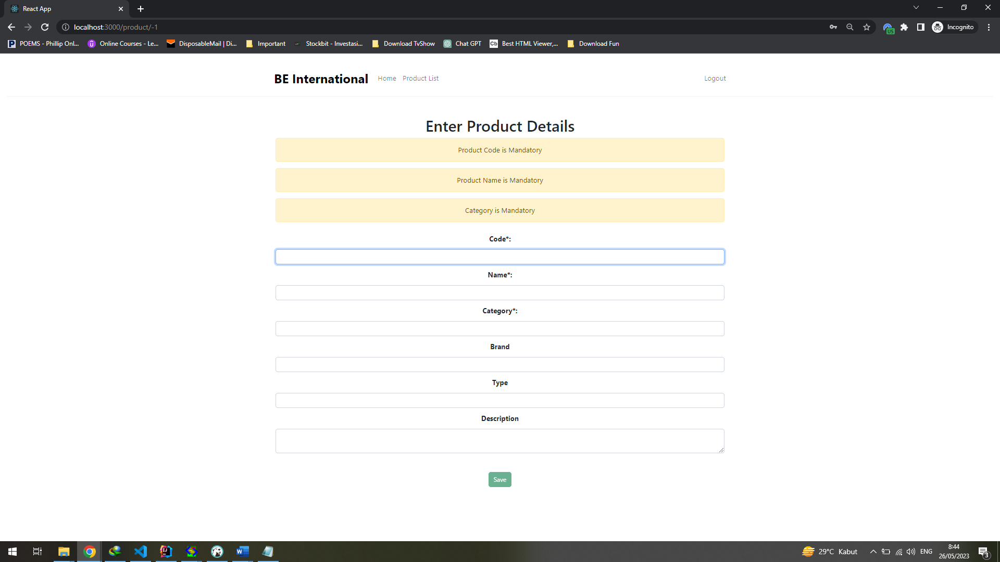 React App
localhost:3000/product/-1
Incognito
POEMS - Phillip Onl...
Online Courses - Le...
DisposableMail | Di...
Important
Stockbit - Investasi...
Download TvShow
Chat GPT
Cb
Best HTML Viewer,...
Download Fun
US
BE International
Home
Product List
Logout
Enter Product Details
Product Code is Mandatory
Product Name is Mandatory
Category is Mandatory
Code*:
Name*:
Category*:
Brand
Type
Description
Save
29°C Kabut
ENG
8:44
26/05/2023
3